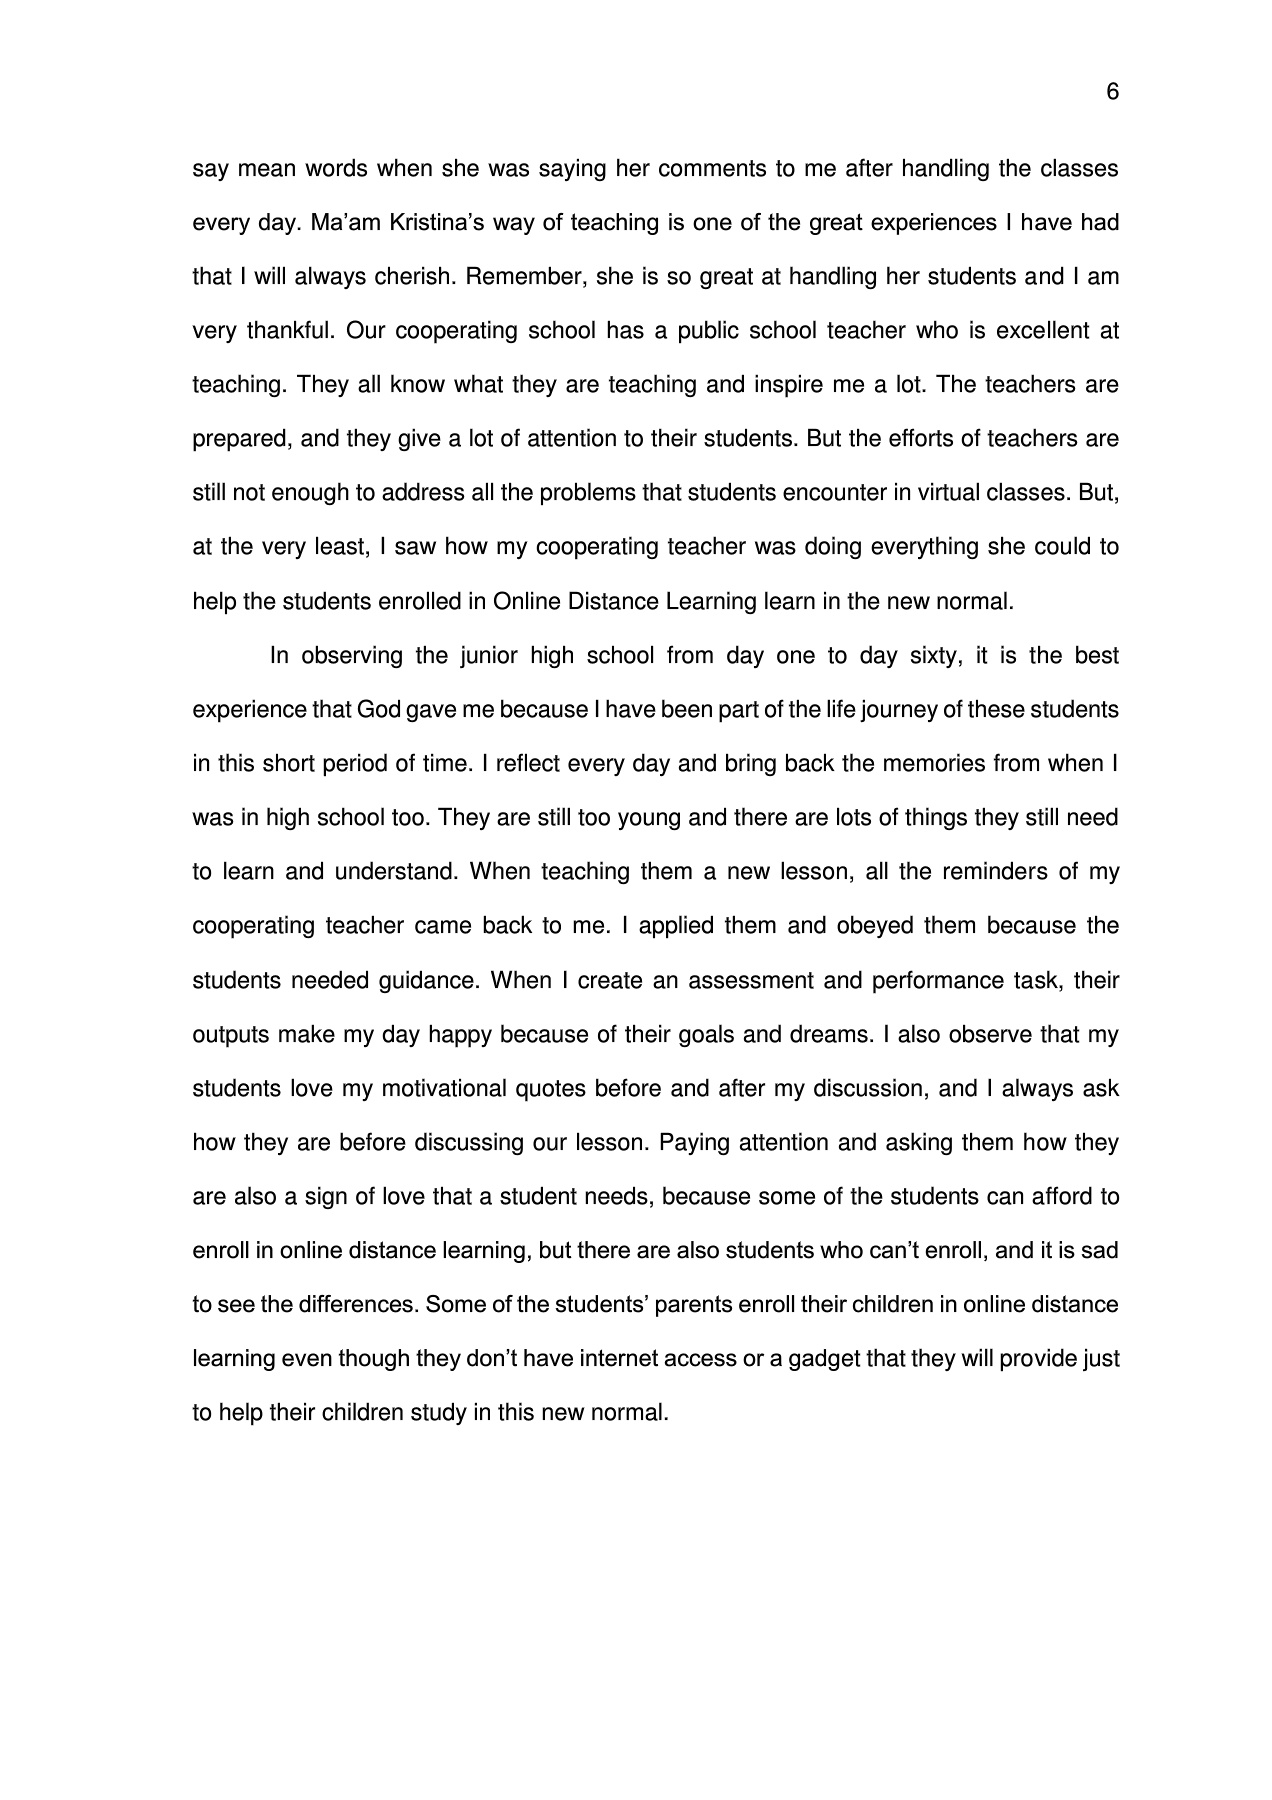 6
say mean words when she was saying her comments to me after handling the classes
every day. Ma’am Kristina’s way of teaching is one of the great experiences I have had
that I will always cherish. Remember, she is so great at handling her students and I am
very thankful. Our cooperating school has a public school teacher who is excellent at
teaching. They all know what they are teaching and inspire me a lot. The teachers are
prepared, and they give a lot of attention to their students. But the efforts of teachers are
still not enough to address all the problems that students encounter in virtual classes. But,
at the very least, I saw how my cooperating teacher was doing everything she could to
help the students enrolled in Online Distance Learning learn in the new normal.
In observing the junior high school from day one to day sixty, it is the best
experience that God gave me because I have been part of the life journey of these students
in this short period of time. I reflect every day and bring back the memories from when I
was in high school too. They are still too young and there are lots of things they still need
to learn and understand. When teaching them a new lesson, all the reminders of my
cooperating teacher came back to me. I applied them and obeyed them because the
students needed guidance. When I create an assessment and performance task, their
outputs make my day happy because of their goals and dreams. I also observe that my
students love my motivational quotes before and after my discussion, and I always ask
how they are before discussing our lesson. Paying attention and asking them how they
are also a sign of love that a student needs, because some of the students can afford to
enroll in online distance learning, but there are also students who can’t enroll, and it is sad
to see the differences. Some of the students’ parents enroll their children in online distance
learning even though they don’t have internet access or a gadget that they will provide just
to help their children study in this new normal.